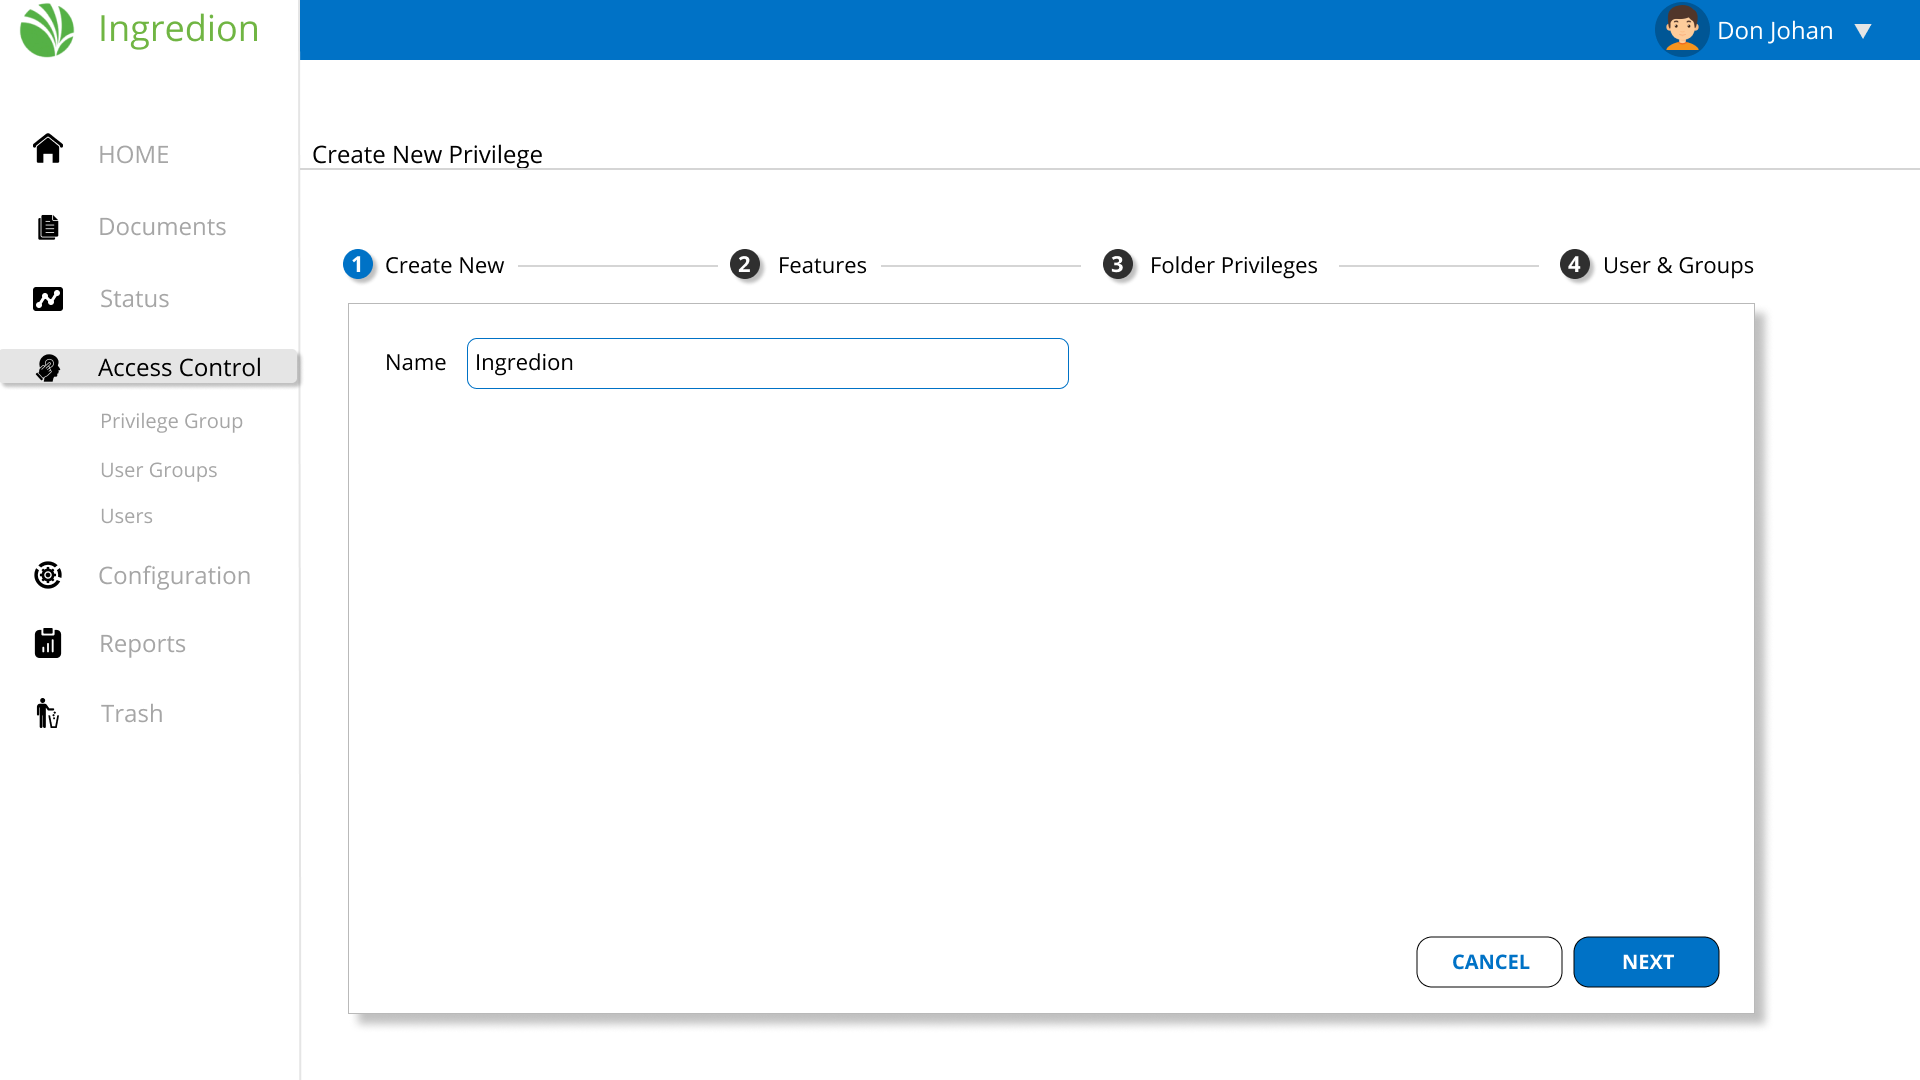 Ingredion
Don Johan ▼
HOME
Documents
Status
Access Control
Privilege Group
User Groups
Users
Configuration
Reports
Trash
Create New Privilege
1 Create New
2 Features
3 Folder Privileges
4 User & Groups
Name Ingredion
CANCEL NEXT